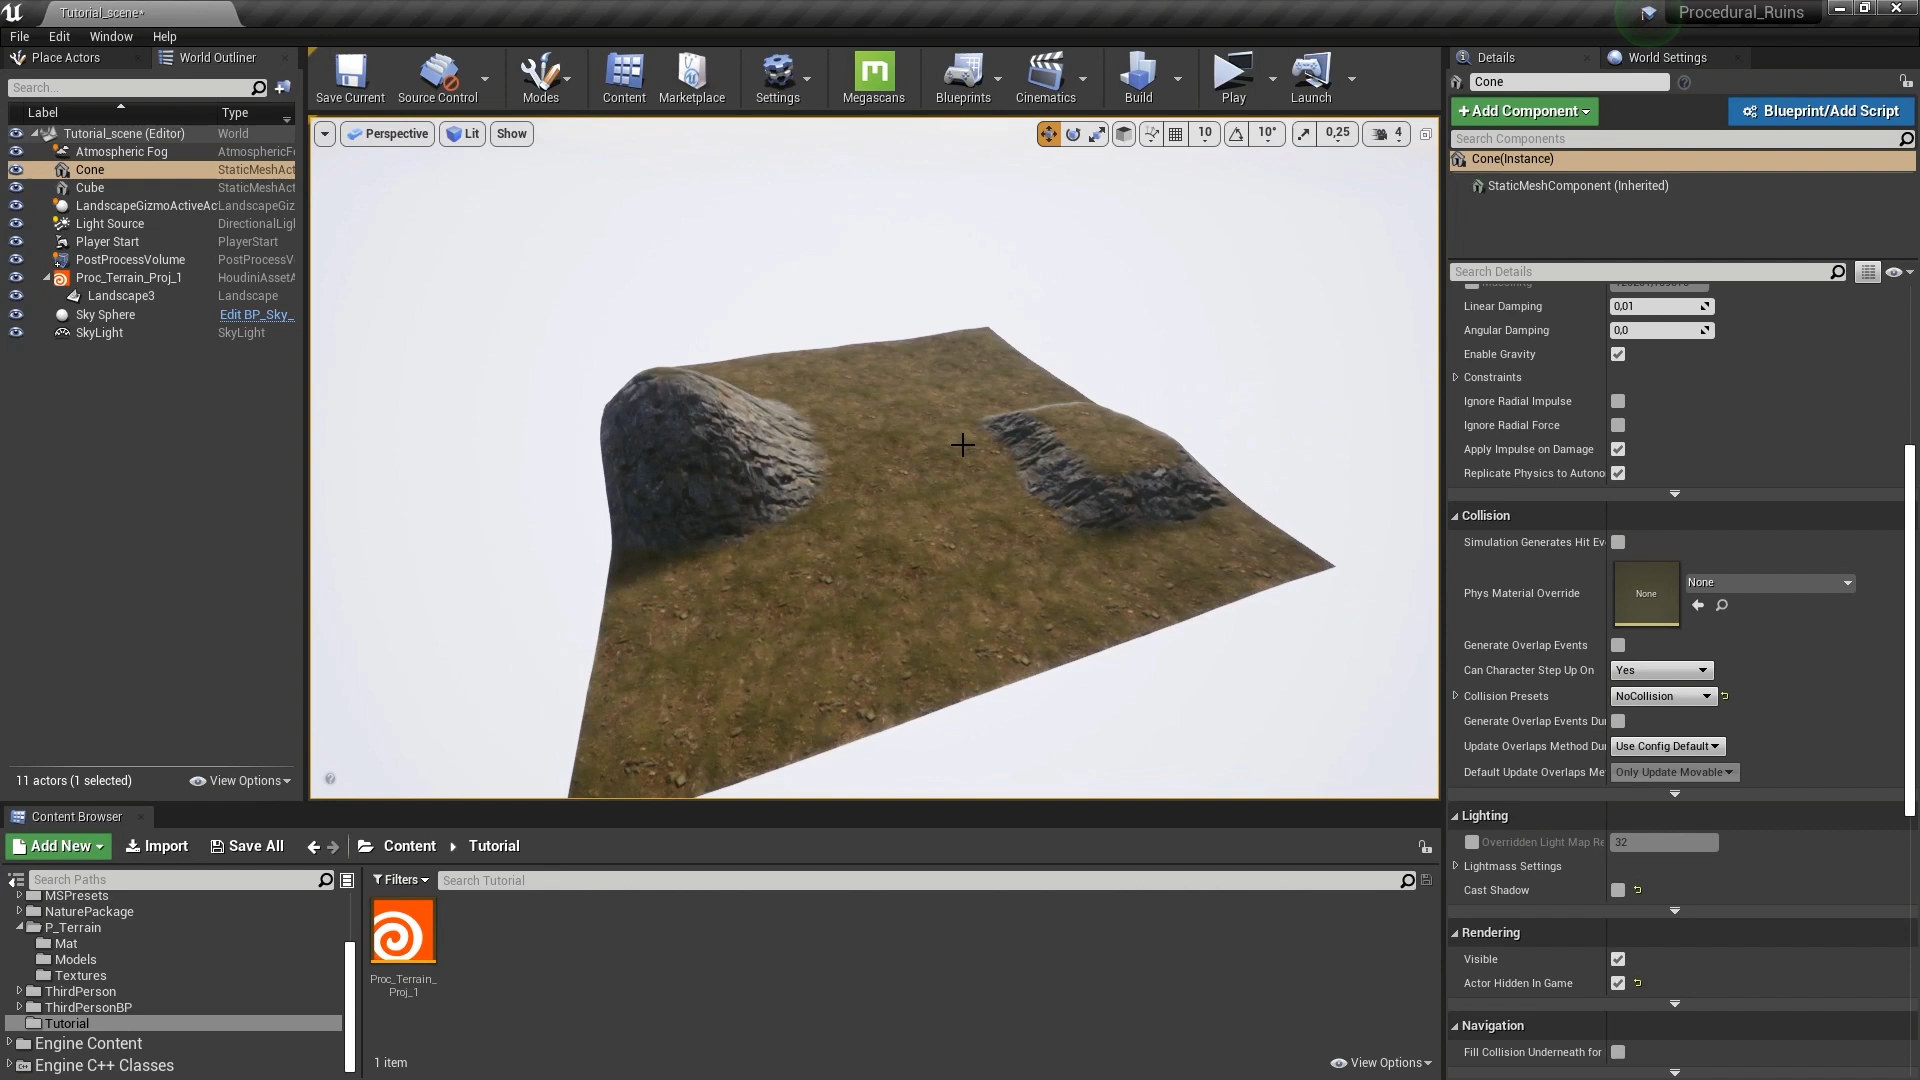 Tutorial_scene*
Procedural_Ruins
File Edit Window Help
Place Actors
World Outliner
Search...
Label Type
Tutorial_scene (Editor) World
Atmospheric Fog AtmosphericF
Cone StaticMeshAct
Cube StaticMeshAct
LandscapeGizmoActiveAc LandscapeGiz
Light Source DirectionalLigh
Player Start PlayerStart
PostProcessVolume PostProcessV
Proc_Terrain_Proj_1 HoudiniAssetA
Landscape3 Landscape
Sky Sphere Edit BP_Sky_
SkyLight SkyLight
11 actors (1 selected) View Options
Save Current Source Control Modes Content Marketplace Settings Megascans Blueprints Cinematics Build Play Launch
Perspective Lit Show
10 10° 0,25 4
Details
World Settings
Cone
+Add Component
Blueprint/Add Script
Search Components
Cone(Instance)
StaticMeshComponent (Inherited)
Search Details
Linear Damping 0,01
Angular Damping 0,0
Enable Gravity
Constraints
Ignore Radial Impulse
Ignore Radial Force
Apply Impulse on Damage
Replicate Physics to Autono
Collision
Simulation Generates Hit Ev
Phys Material Override None None
Generate Overlap Events
Can Character Step Up On Yes
Collision Presets NoCollision
Generate Overlap Events Dur
Update Overlaps Method Dur Use Config Default
Default Update Overlaps Me Only Update Movable
Lighting
Overridden Light Map Re 32
Lightmass Settings
Cast Shadow
Rendering
Visible
Actor Hidden In Game
Navigation
Fill Collision Underneath for
Content Browser
Add New Import Save All Content Tutorial
Search Paths
Filters Search Tutorial
MSPresets
NaturePackage
P_Terrain
Mat
Models
Textures
ThirdPerson
ThirdPersonBP
Tutorial
Engine Content
Engine C++ Classes
Proc_Terrain_
Proj_1
1 item
View Options